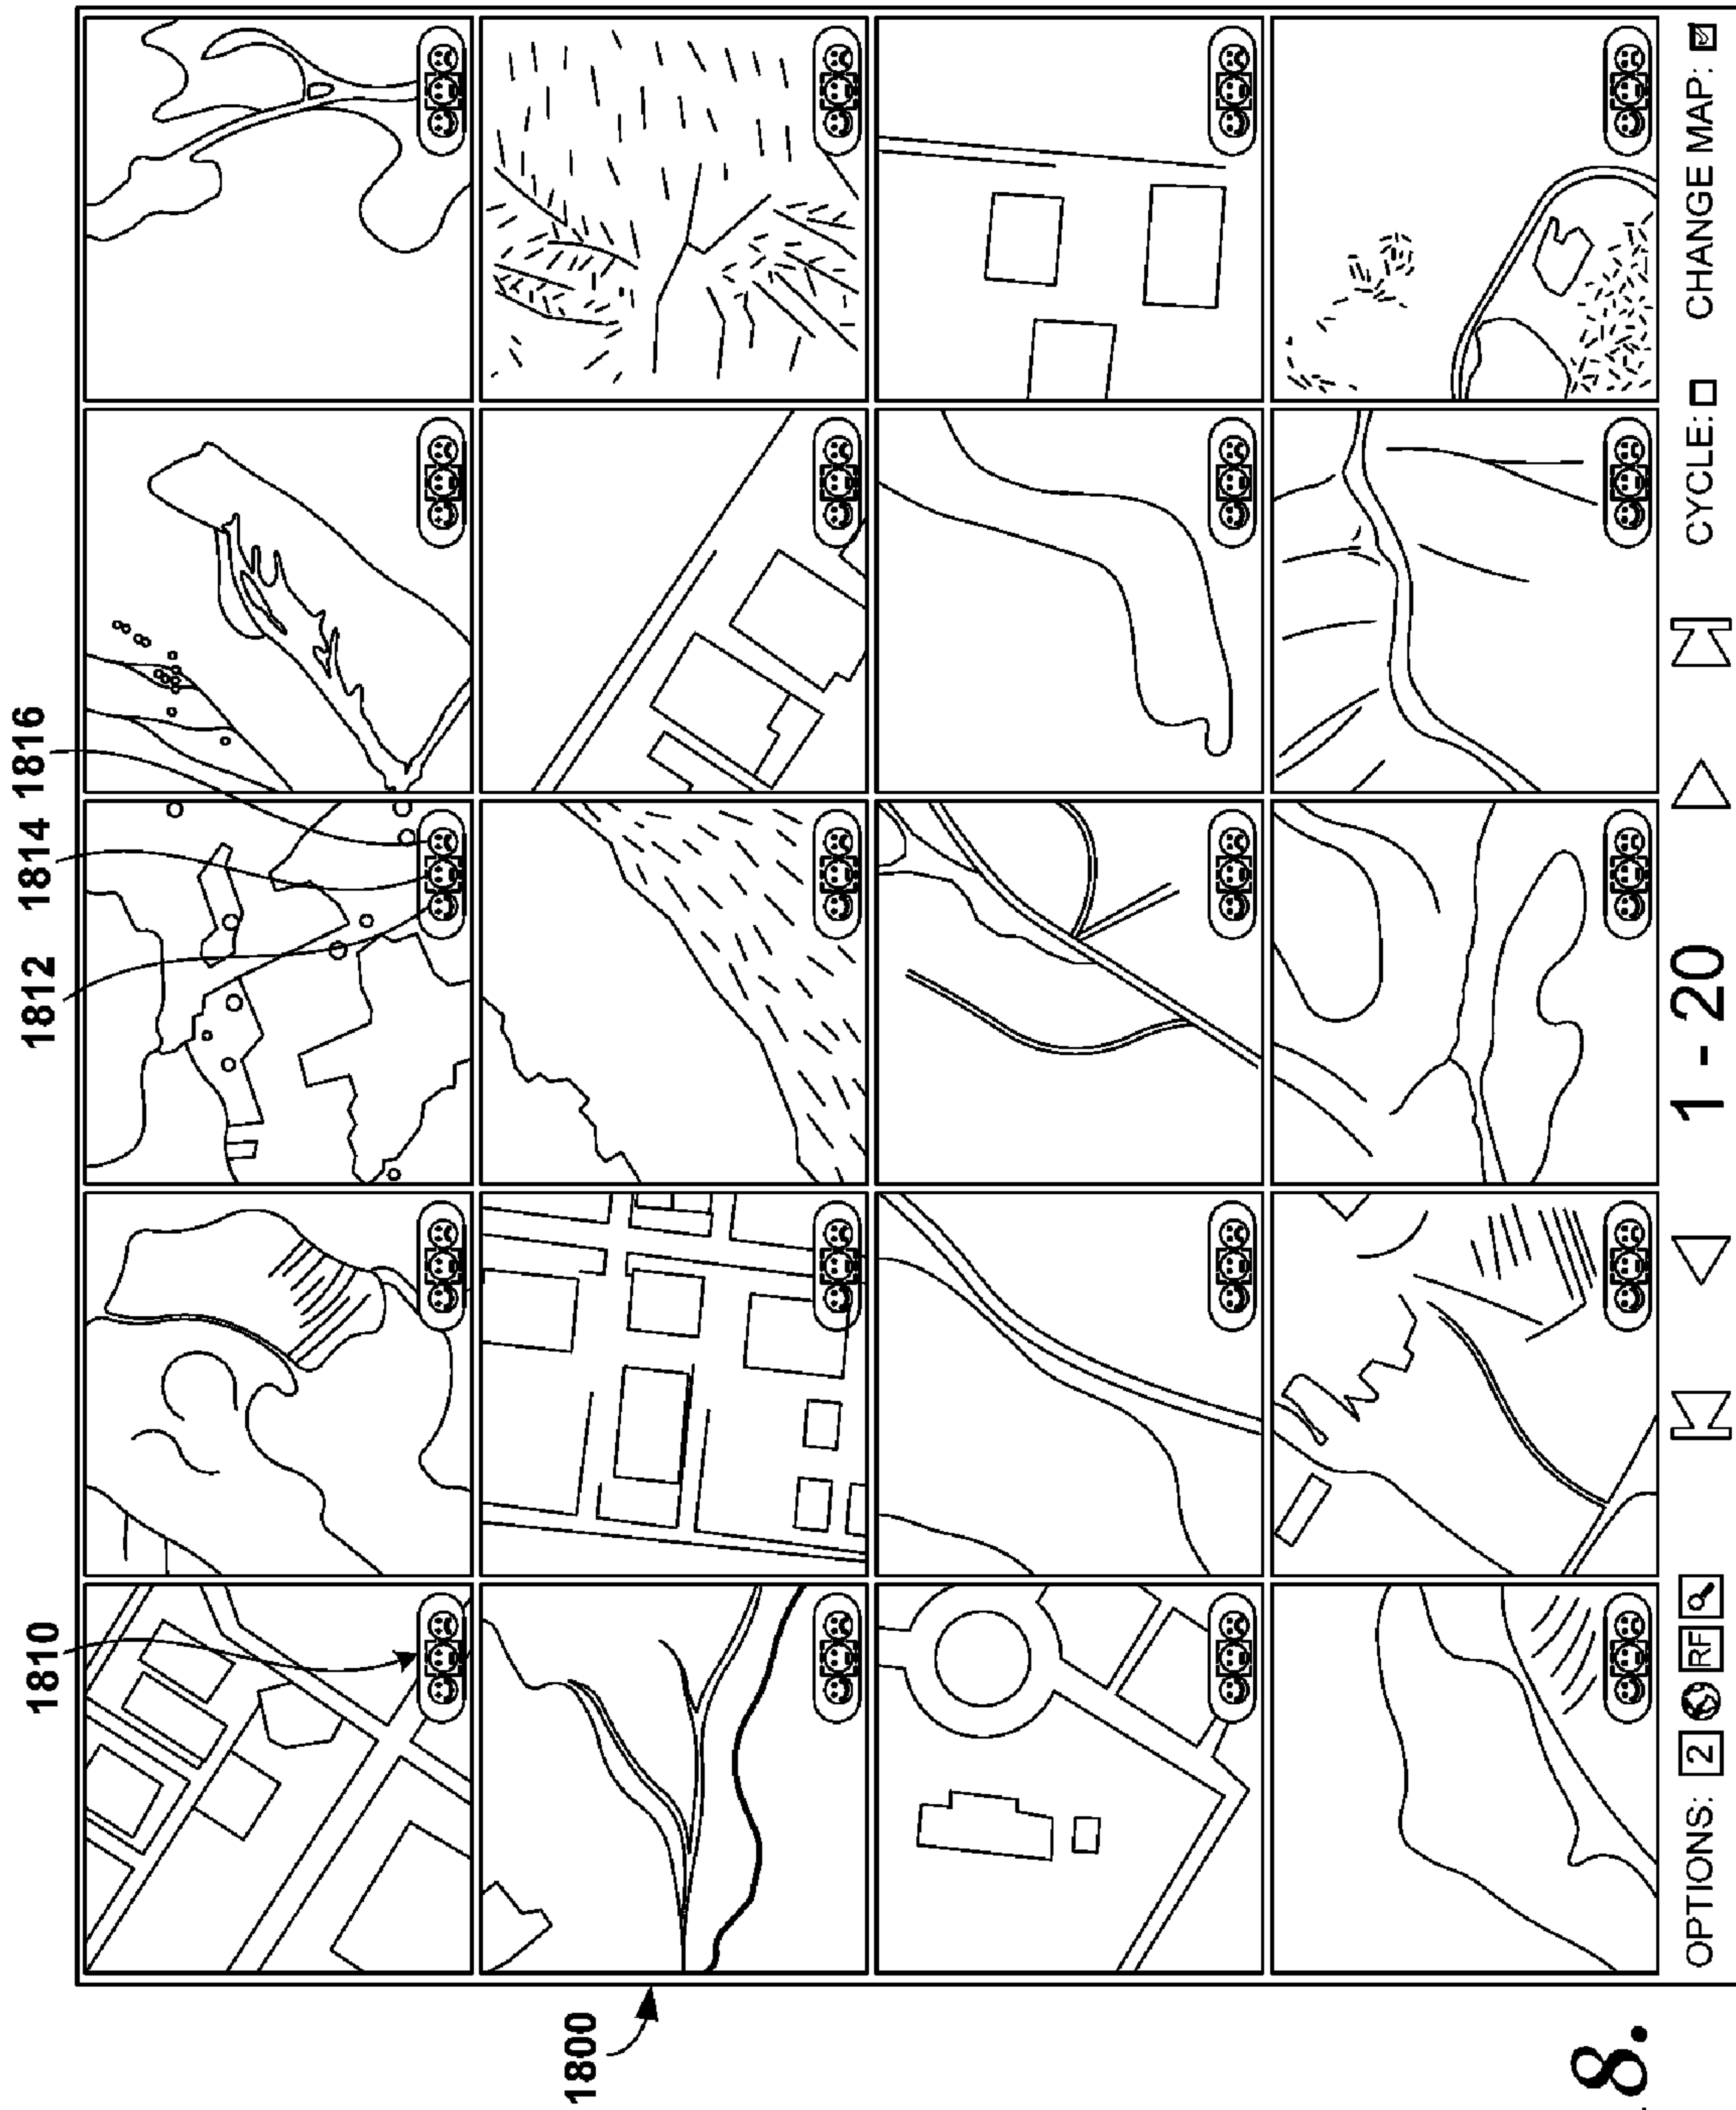 1810
1812
1814
1816
1800
OPTIONS: 2 RF
1 - 20
CYCLE:
CHANGE MAP:
8.